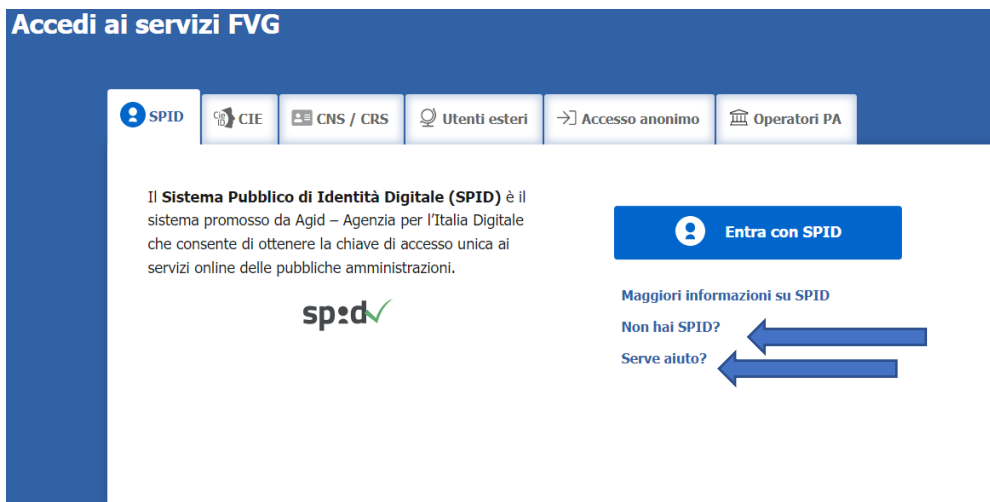 Accedi ai servizi FVG
SPID
CIE
CNS / CRS
Utenti esteri
Accesso anonimo
Operatori PA
Il Sistema Pubblico di Identità Digitale (SPID) è il
sistema promosso da Agid – Agenzia per l'Italia Digitale
che consente di ottenere la chiave di accesso unica ai
servizi online delle pubbliche amministrazioni.
spid
Entra con SPID
Maggiori informazioni su SPID
Non hai SPID?
Serve aiuto?